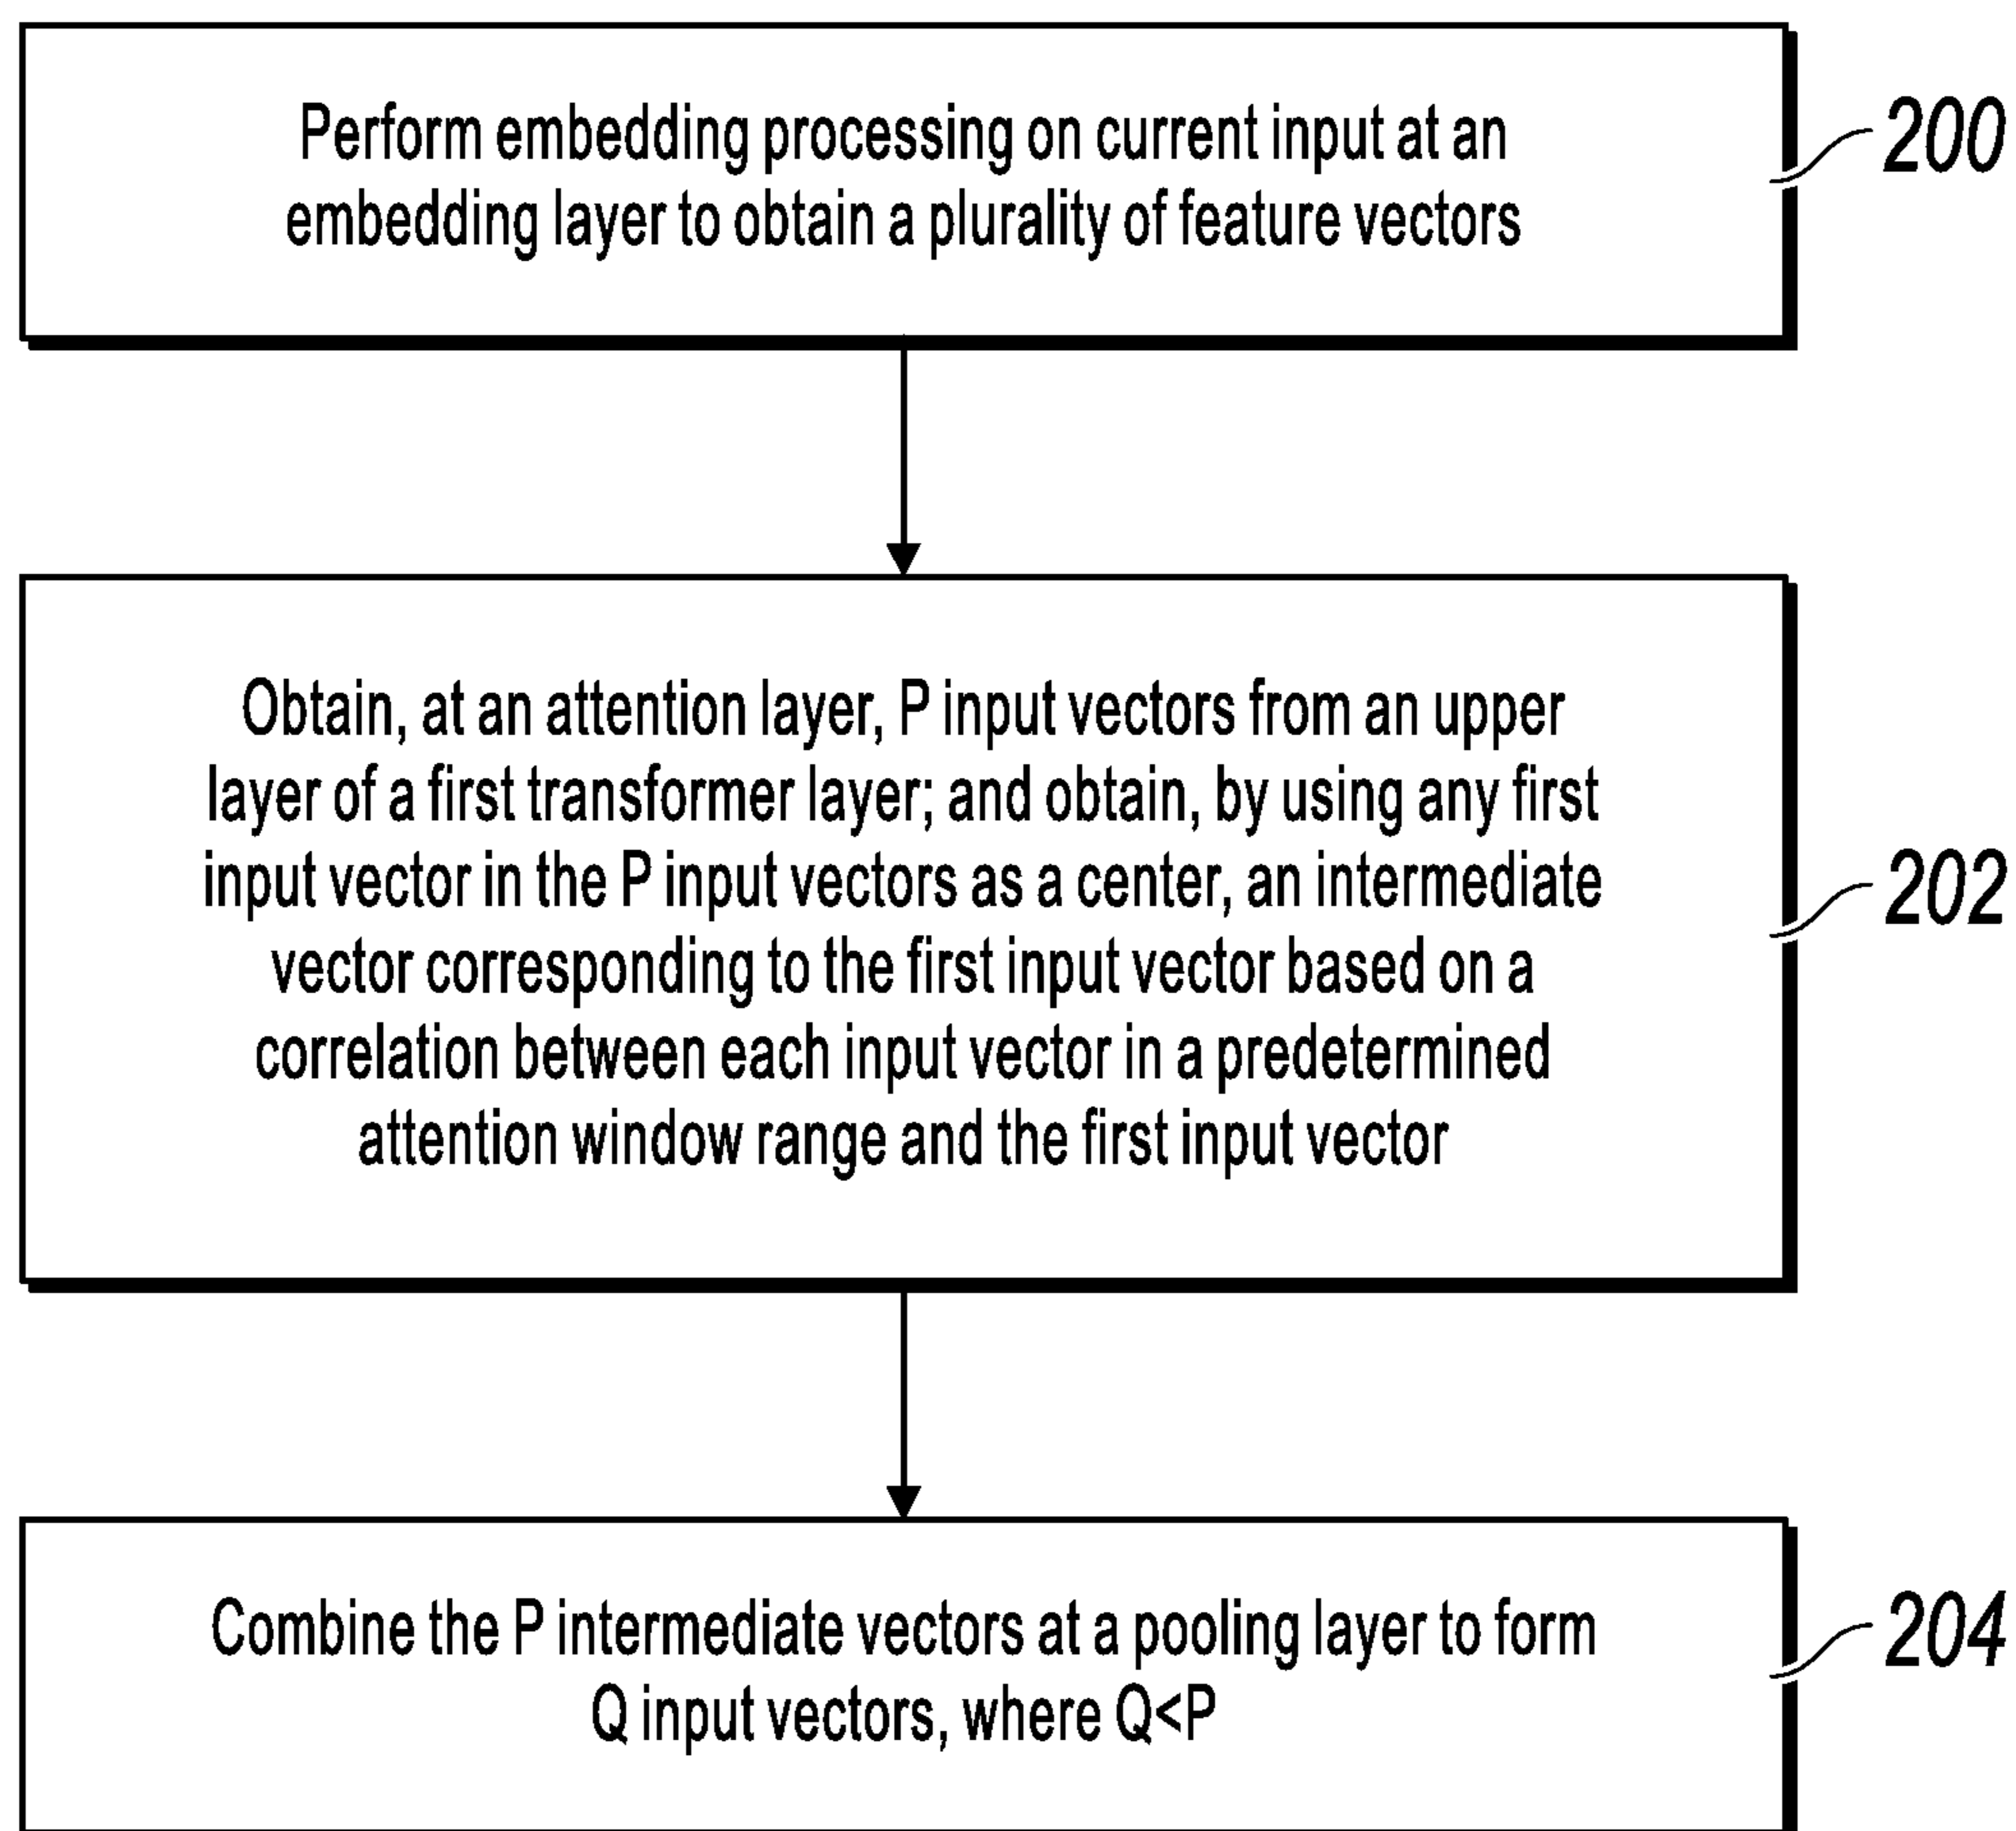 Perform embedding processing on current input at an
embedding layer to obtain a plurality of feature vectors
200
Obtain, at an attention layer, P input vectors from an upper
layer of a first transformer layer; and obtain, by using any first
input vector in the P input vectors as a center, an intermediate
vector corresponding to the first input vector based on a
correlation between each input vector in a predetermined
attention window range and the first input vector
202
Combine the P intermediate vectors at a pooling layer to form
Q input vectors, where Q<P
204